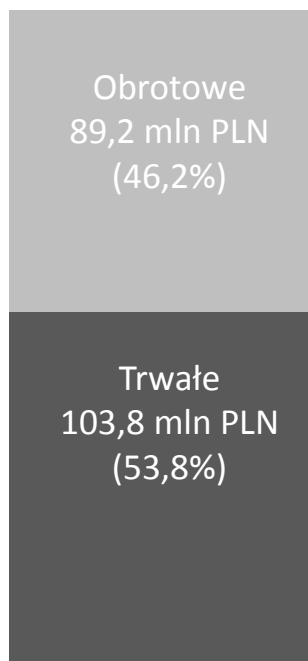 Obrotowe
89,2 mln PLN
(46,2%)
Trwałe
103,8 mln PLN
(53,8%)